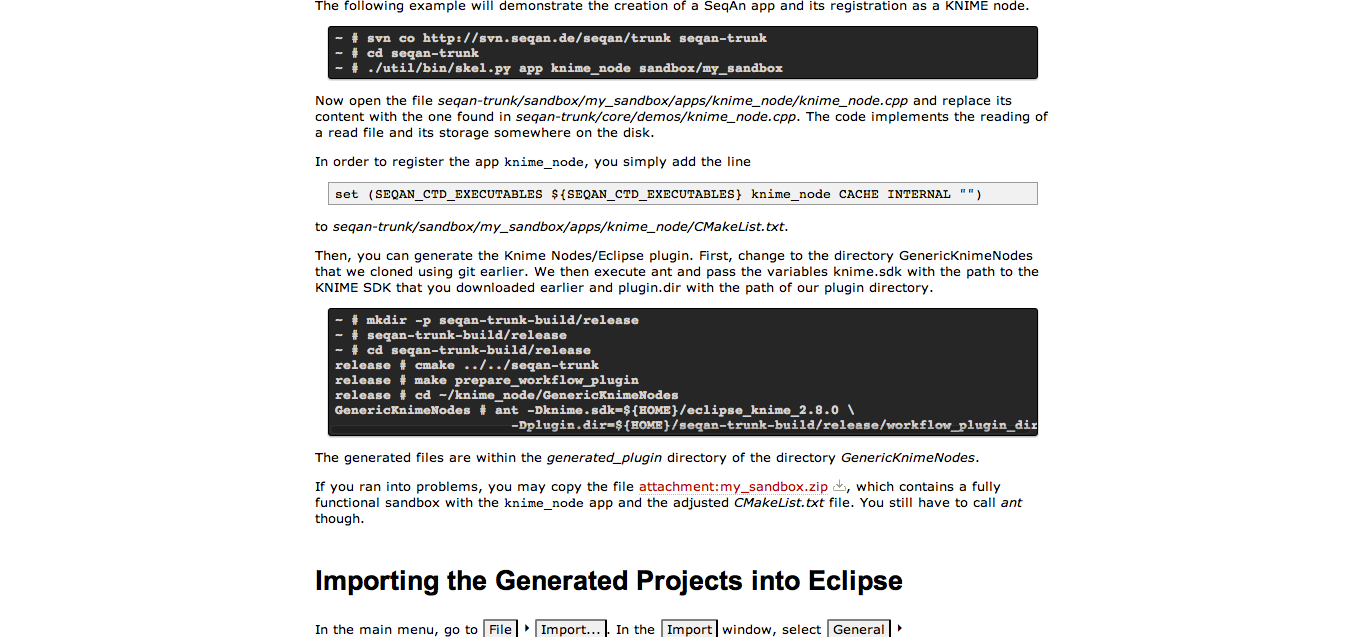 The following example will demonstrate the creation of a SeqAn app and its registration as a KNIME node.
~ # svn co http://svn.seqan.de/seqan/trunk seqan-trunk
~ # cd seqan-trunk
~ # ./util/bin/skel.py app knime_node sandbox/my_sandbox
Now open the file seqan-trunk/sandbox/my_sandbox/apps/knime_node/knime_node.cpp and replace its
content with the one found in seqan-trunk/core/demos/knime_node.cpp. The code implements the reading of
a read file and its storage somewhere on the disk.
In order to register the app knime_node, you simply add the line
set (SEQAN_CTD_EXECUTABLES ${SEQAN_CTD_EXECUTABLES} knime_node CACHE INTERNAL "")
to seqan-trunk/sandbox/my_sandbox/apps/knime_node/CMakeList.txt.
Then, you can generate the Knime Nodes/Eclipse plugin. First, change to the directory GenericKnimeNodes
that we cloned using git earlier. We then execute ant and pass the variables knime.sdk with the path to the
KNIME SDK that you downloaded earlier and plugin.dir with the path of our plugin directory.
~ # mkdir -p seqan-trunk-build/release
~ # seqan-trunk-build/release
~ # cd seqan-trunk-build/release
release # cmake ../../seqan-trunk
release # make prepare_workflow_plugin
release # cd ~/knime_node/GenericKnimeNodes
GenericKnimeNodes # ant -Dknime.sdk=${HOME}/eclipse_knime_2.8.0 \
-Dplugin.dir=${HOME}/seqan-trunk-build/release/workflow_plugin_dir
The generated files are within the generated_plugin directory of the directory GenericKnimeNodes.
If you ran into problems, you may copy the file attachment:my_sandbox.zip, which contains a fully
functional sandbox with the knime_node app and the adjusted CMakeList.txt file. You still have to call ant
though.
Importing the Generated Projects into Eclipse
In the main menu, go to File ‣ Import.... In the Import window, select General ‣